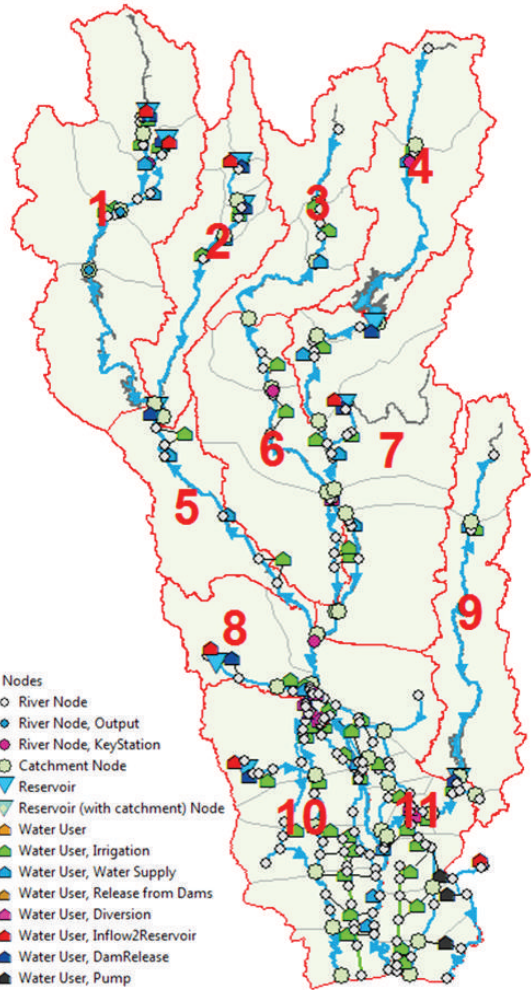 1
2
3
4
5
6
7
8
9
10
11
Nodes
River Node
River Node, Output
River Node, KeyStation
Catchment Node
Reservoir
Reservoir (with catchment) Node
Water User
Water User, Irrigation
Water User, Water Supply
Water User, Release from Dams
Water User, Diversion
Water User, Inflow2Reservoir
Water User, DamRelease
Water User, Pump